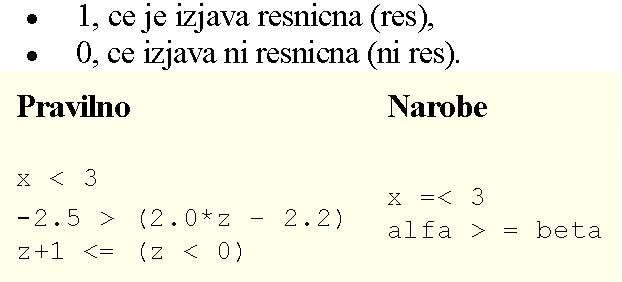 • 1, ce je izjava resnicna (res),
• 0, ce izjava ni resnicna (ni res).
Pravilno
x < 3
-2.5 > (2.0*z - 2.2)
z+1 <= (z < 0)
Narobe
x =< 3
alfa > = beta